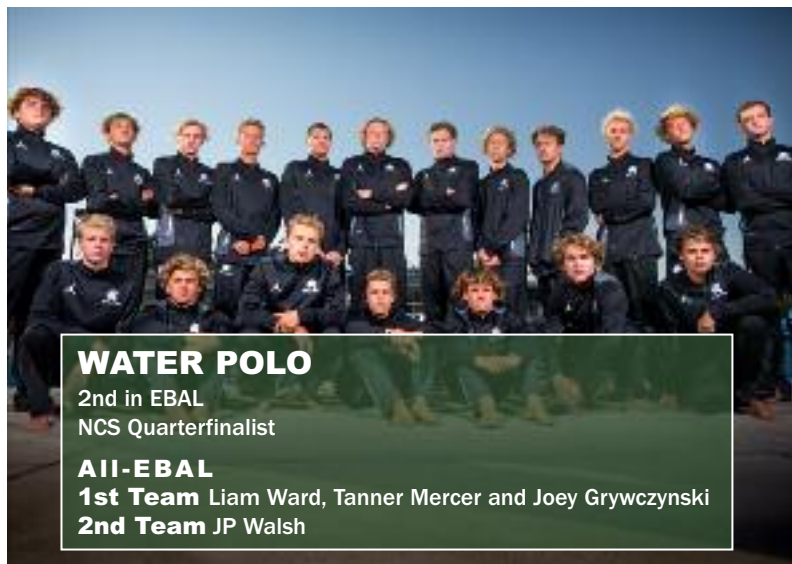 WATER POLO
2nd in EBAL
NCS Quarterfinalist
All-EBAL
1st Team Liam Ward, Tanner Mercer and Joey Grywczynski
2nd Team JP Walsh